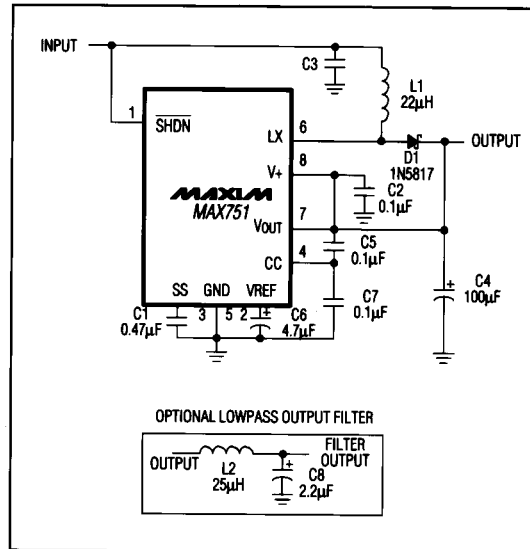 INPUT
C3
L1
22µH
1
SHDN
LX
6
D1
1N5817
OUTPUT
V+
8
C2
0.1µF
MAXIM
MAX751
VOUT
7
C5
0.1µF
CC
4
C4
100µF
C7
0.1µF
SS
GND
VREF
C1
0.47µF
3
5
2
C6
4.7µF
OPTIONAL LOWPASS OUTPUT FILTER
OUTPUT
L2
25µH
FILTER
OUTPUT
C8
2.2µF